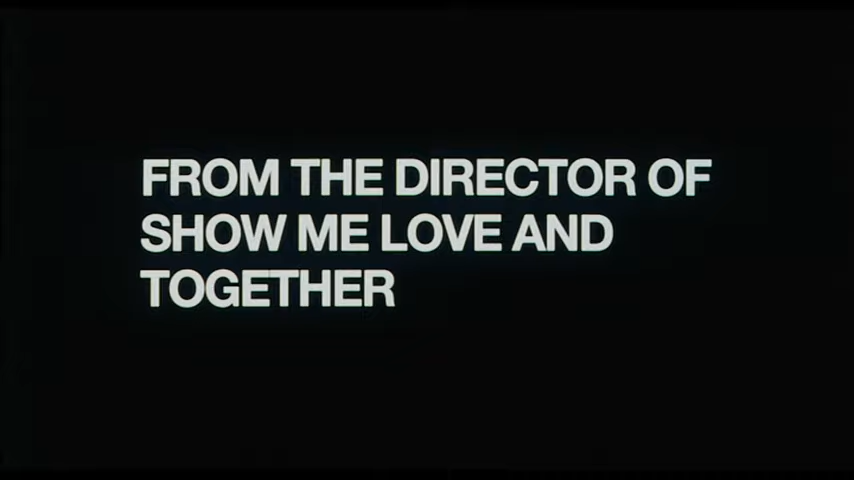 FROM THE DIRECTOR OF
SHOW ME LOVE AND
TOGETHER